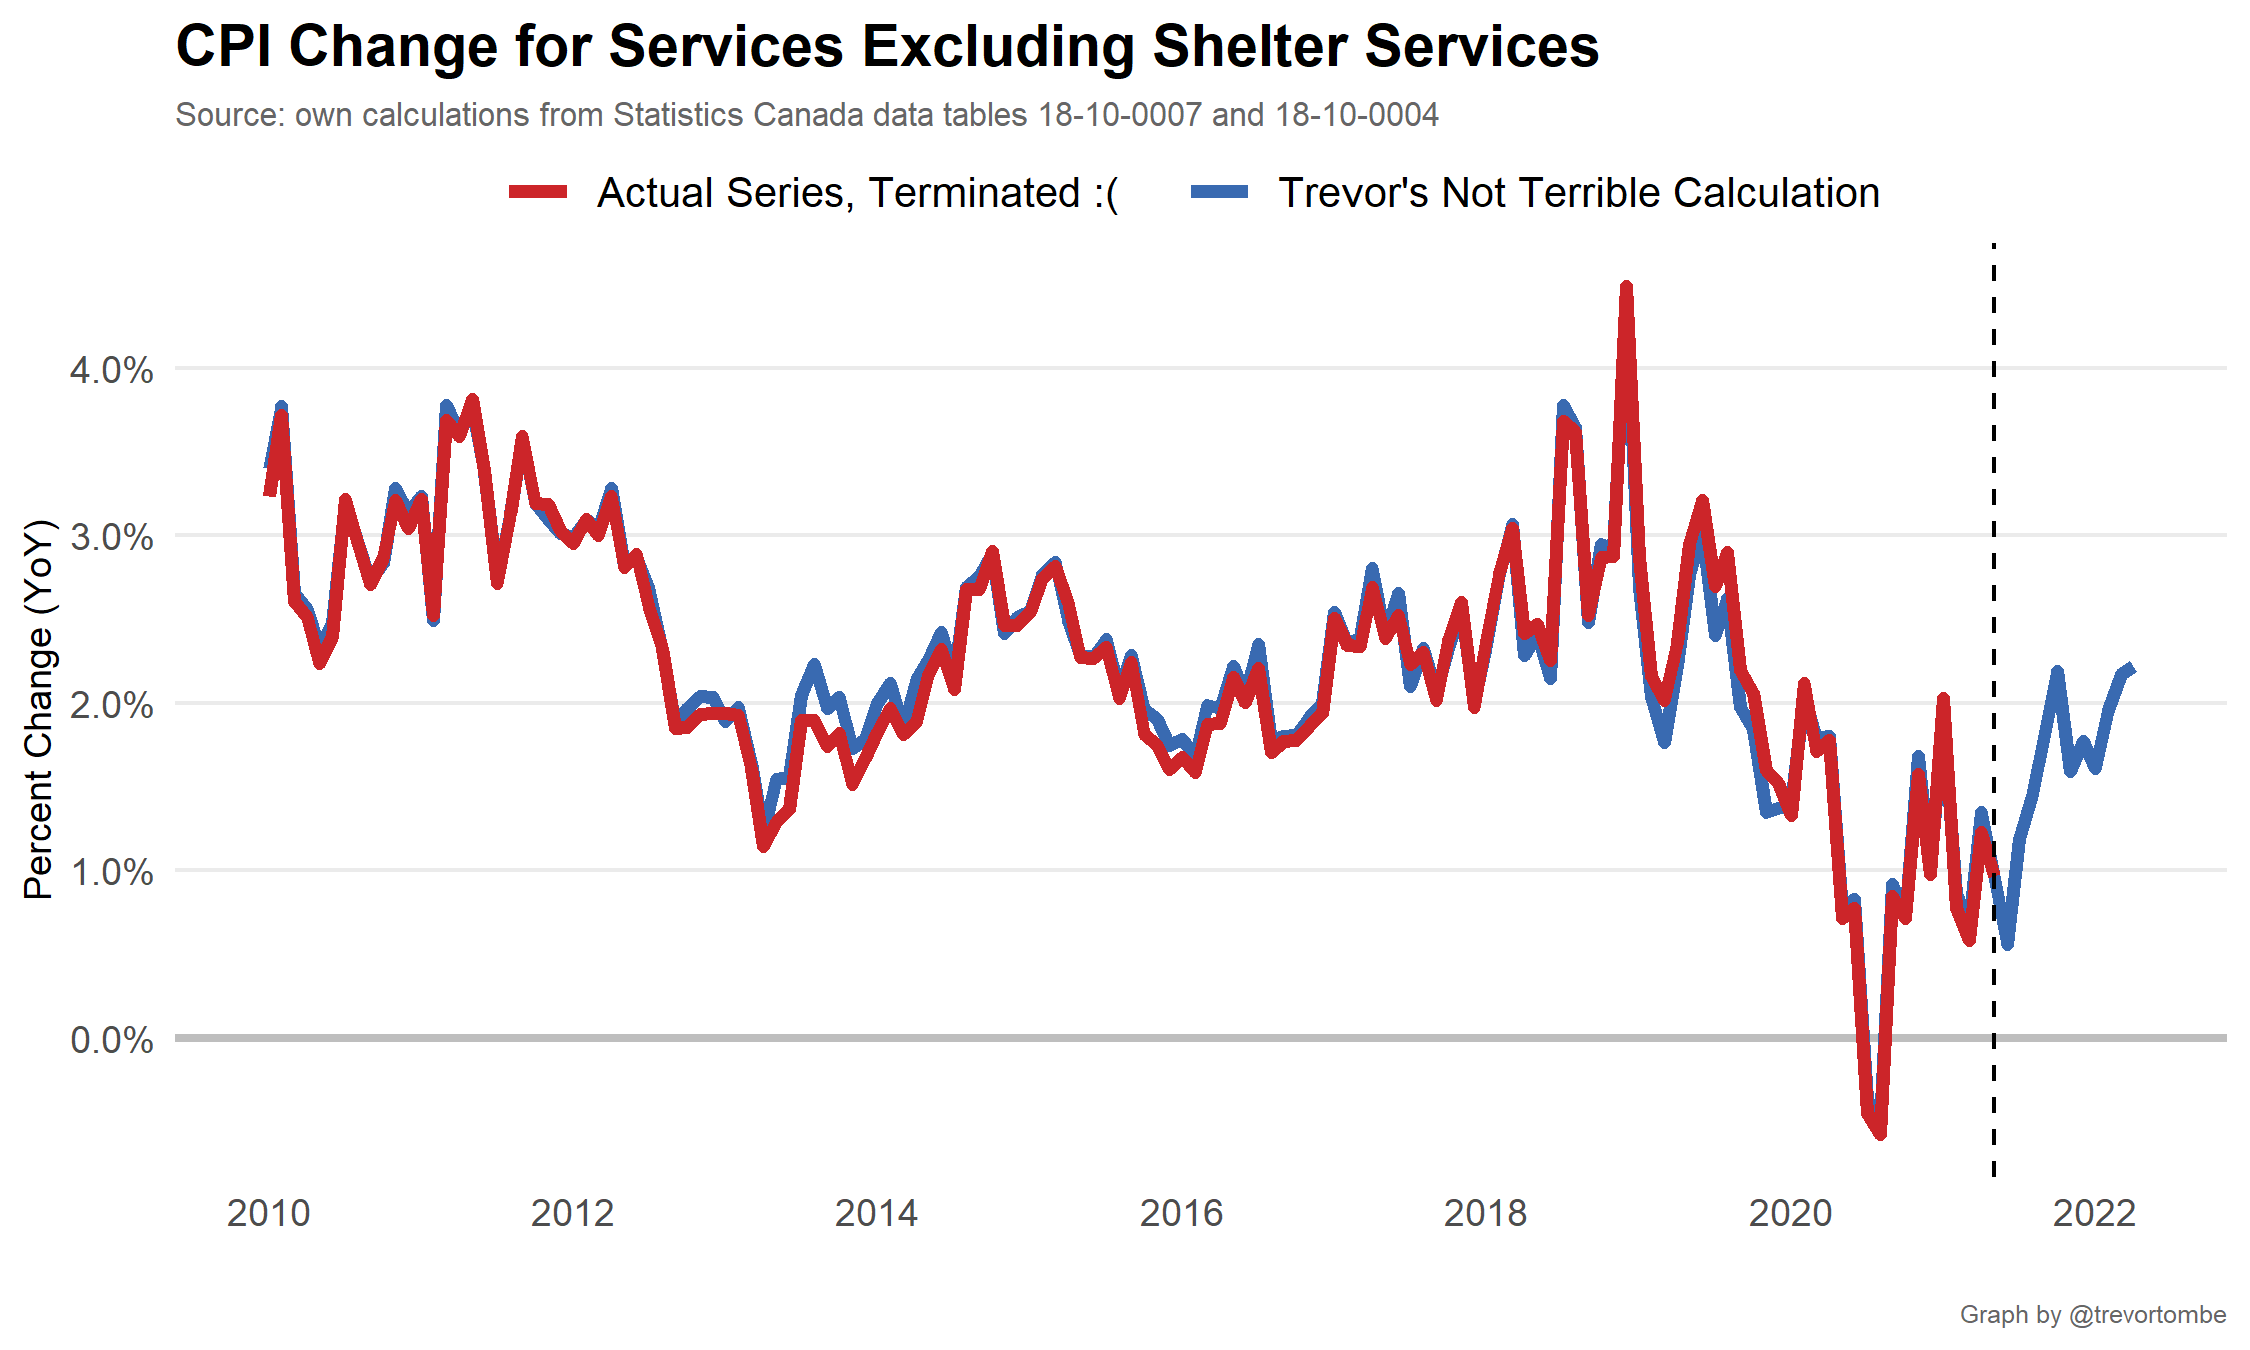 CPI Change for Services Excluding Shelter Services
Source: own calculations from Statistics Canada data tables 18-10-0007 and 18-10-0004
Actual Series, Terminated :(
Trevor's Not Terrible Calculation
Percent Change (YoY)
4.0%
3.0%
2.0%
1.0%
0.0%
2010 2012 2014 2016 2018 2020 2022
Graph by @trevortombe